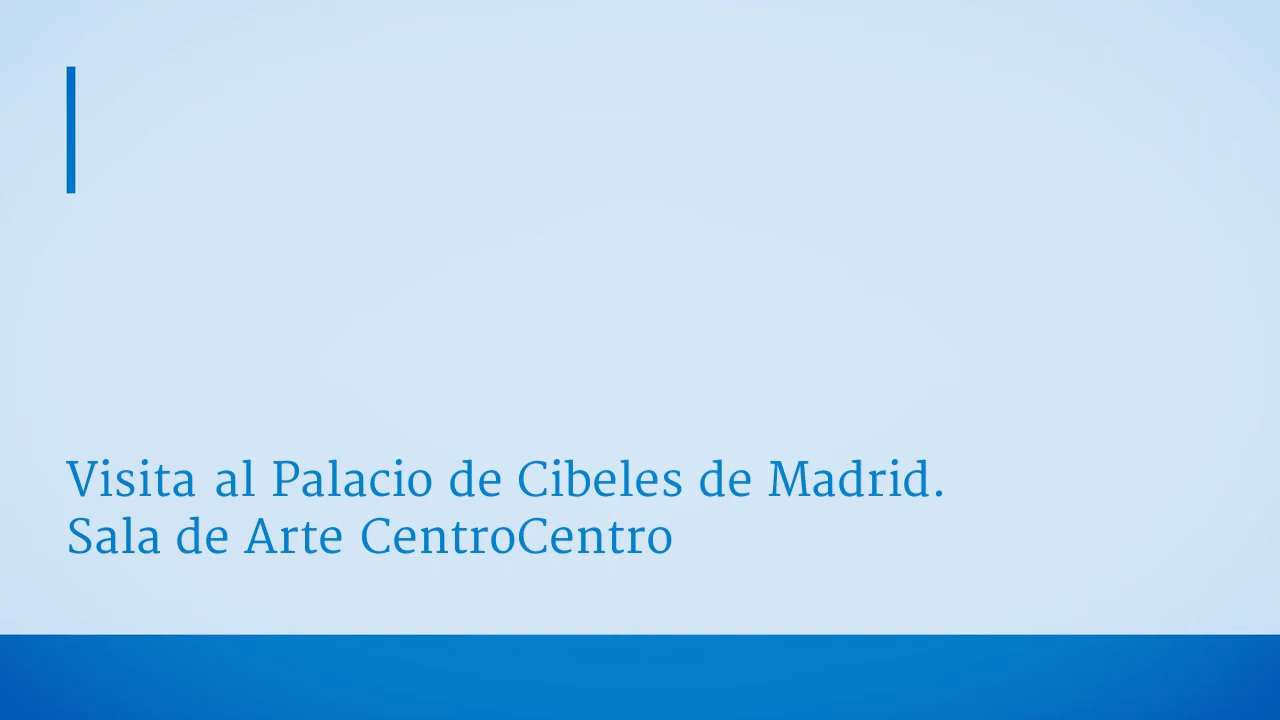 Visita al Palacio de Cibeles de Madrid.
Sala de Arte CentroCentro